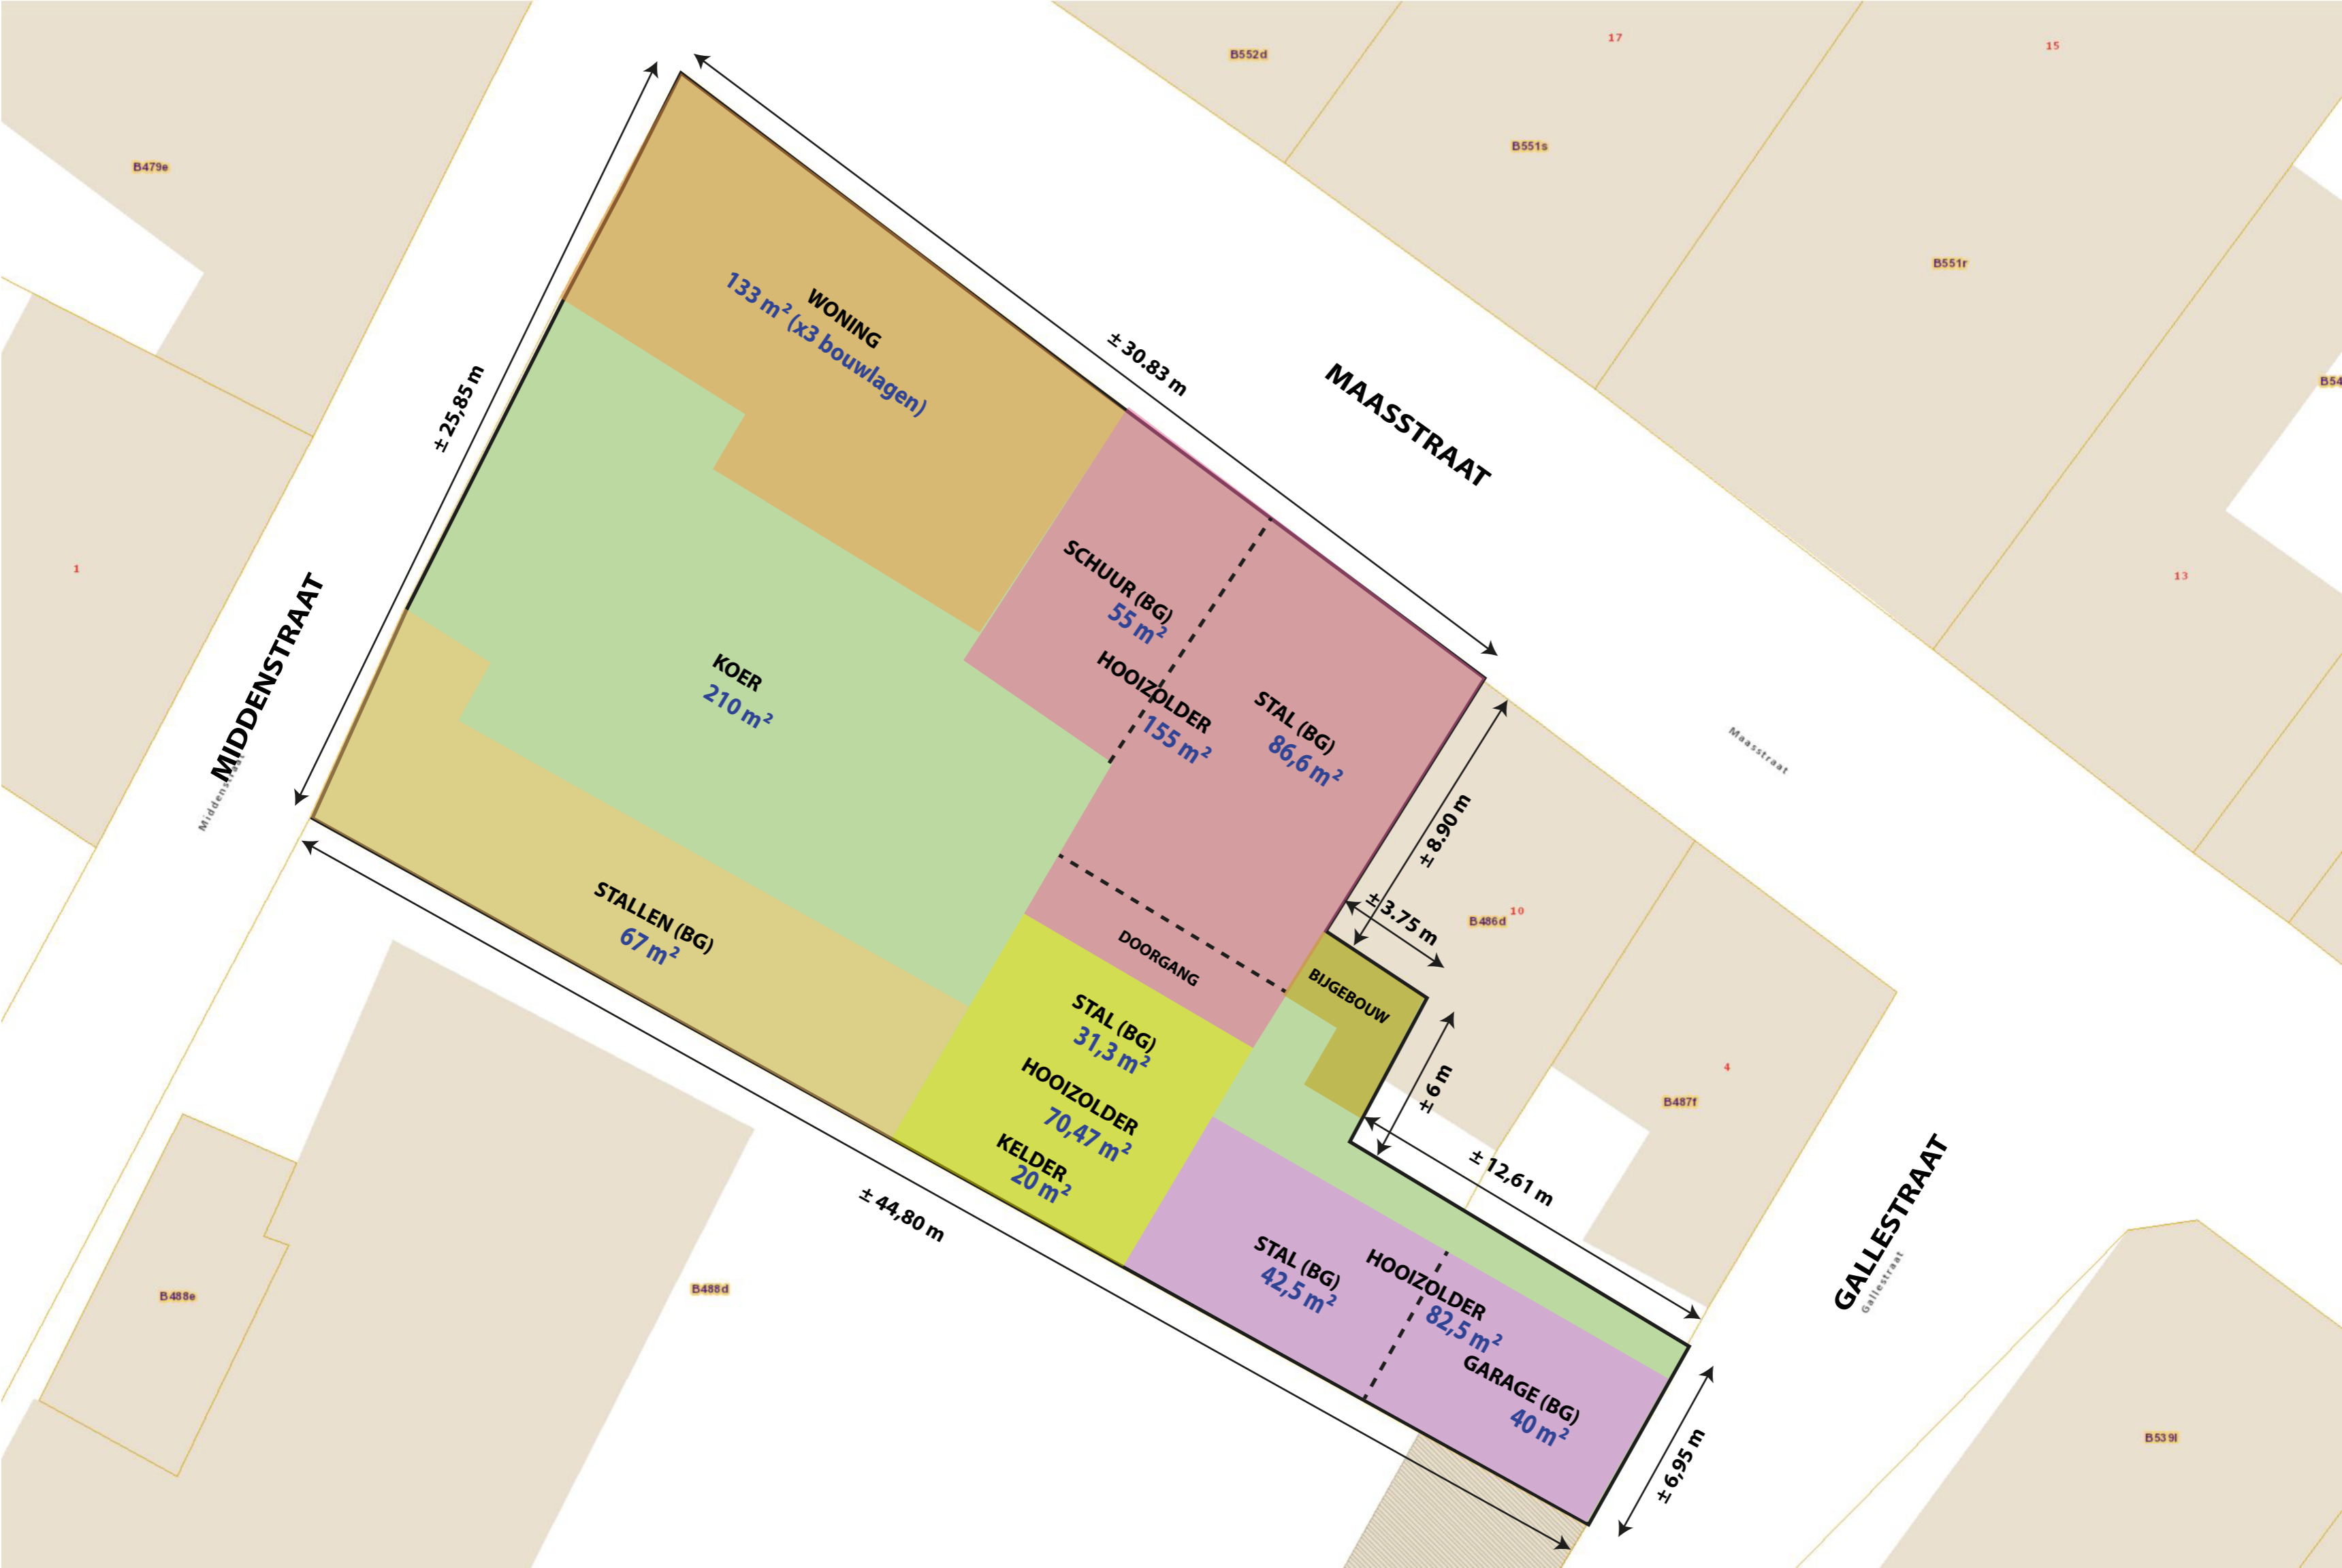 17
15
B552d
B551s
B479e
B551r
± 30.83 m
MAASSTRAAT
WONING
133 m² (x3 bouwlagen)
± 25,85 m
1
13
SCHUUR (BG)
55 m²
HOOIZOLDER
155 m²
STAL (BG)
86,6 m²
KOER
210 m²
MIDDENSTRAAT
Middenstraat
Maasstraat
± 8.90 m
± 3.75 m
B486d
10
STALLEN (BG)
67 m²
DOORGANG
BIJGEBOUW
STAL (BG)
31,3 m²
HOOIZOLDER
70,47 m²
KELDER
20 m²
± 6 m
4
B487f
± 12,61 m
± 44,80 m
GALLESTRAAT
Gallestraat
B488e
B488d
STAL (BG)
42,5 m²
HOOIZOLDER
82,5 m²
GARAGE (BG)
40 m²
± 6,95 m
B539l